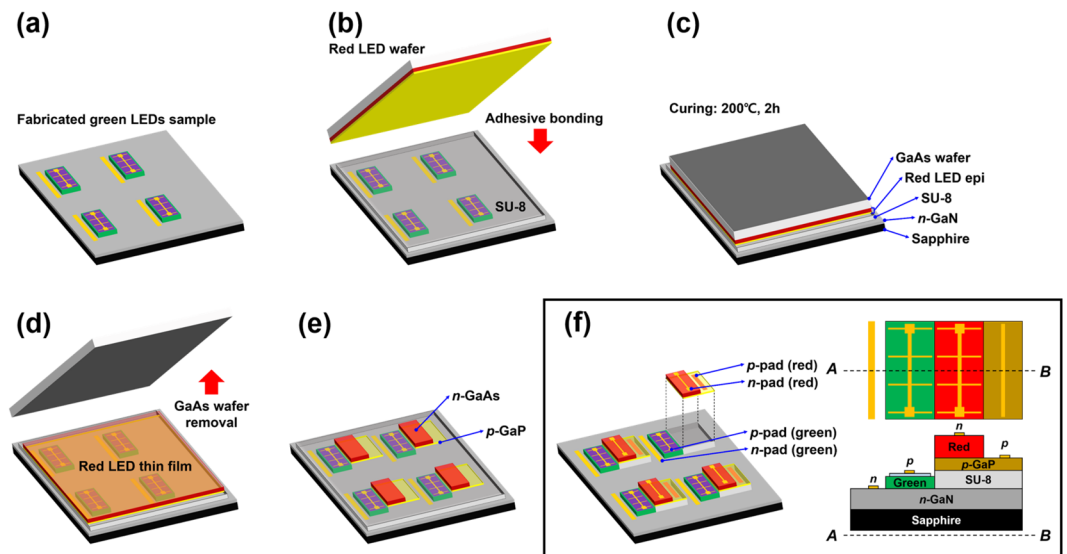 (a)
Fabricated green LEDs sample
(b)
Red LED wafer
Adhesive bonding
SU-8
(c)
Curing: 200℃, 2h
GaAs wafer
Red LED epi
SU-8
n-GaN
Sapphire
(d)
GaAs wafer
removal
Red LED thin film
(e)
n-GaAs
p-GaP
(f)
p-pad (red)
n-pad (red)
p-pad (green)
n-pad (green)
A
B
n
Red
p
p-GaP
p
SU-8
n
Green
n-GaN
Sapphire
A
B